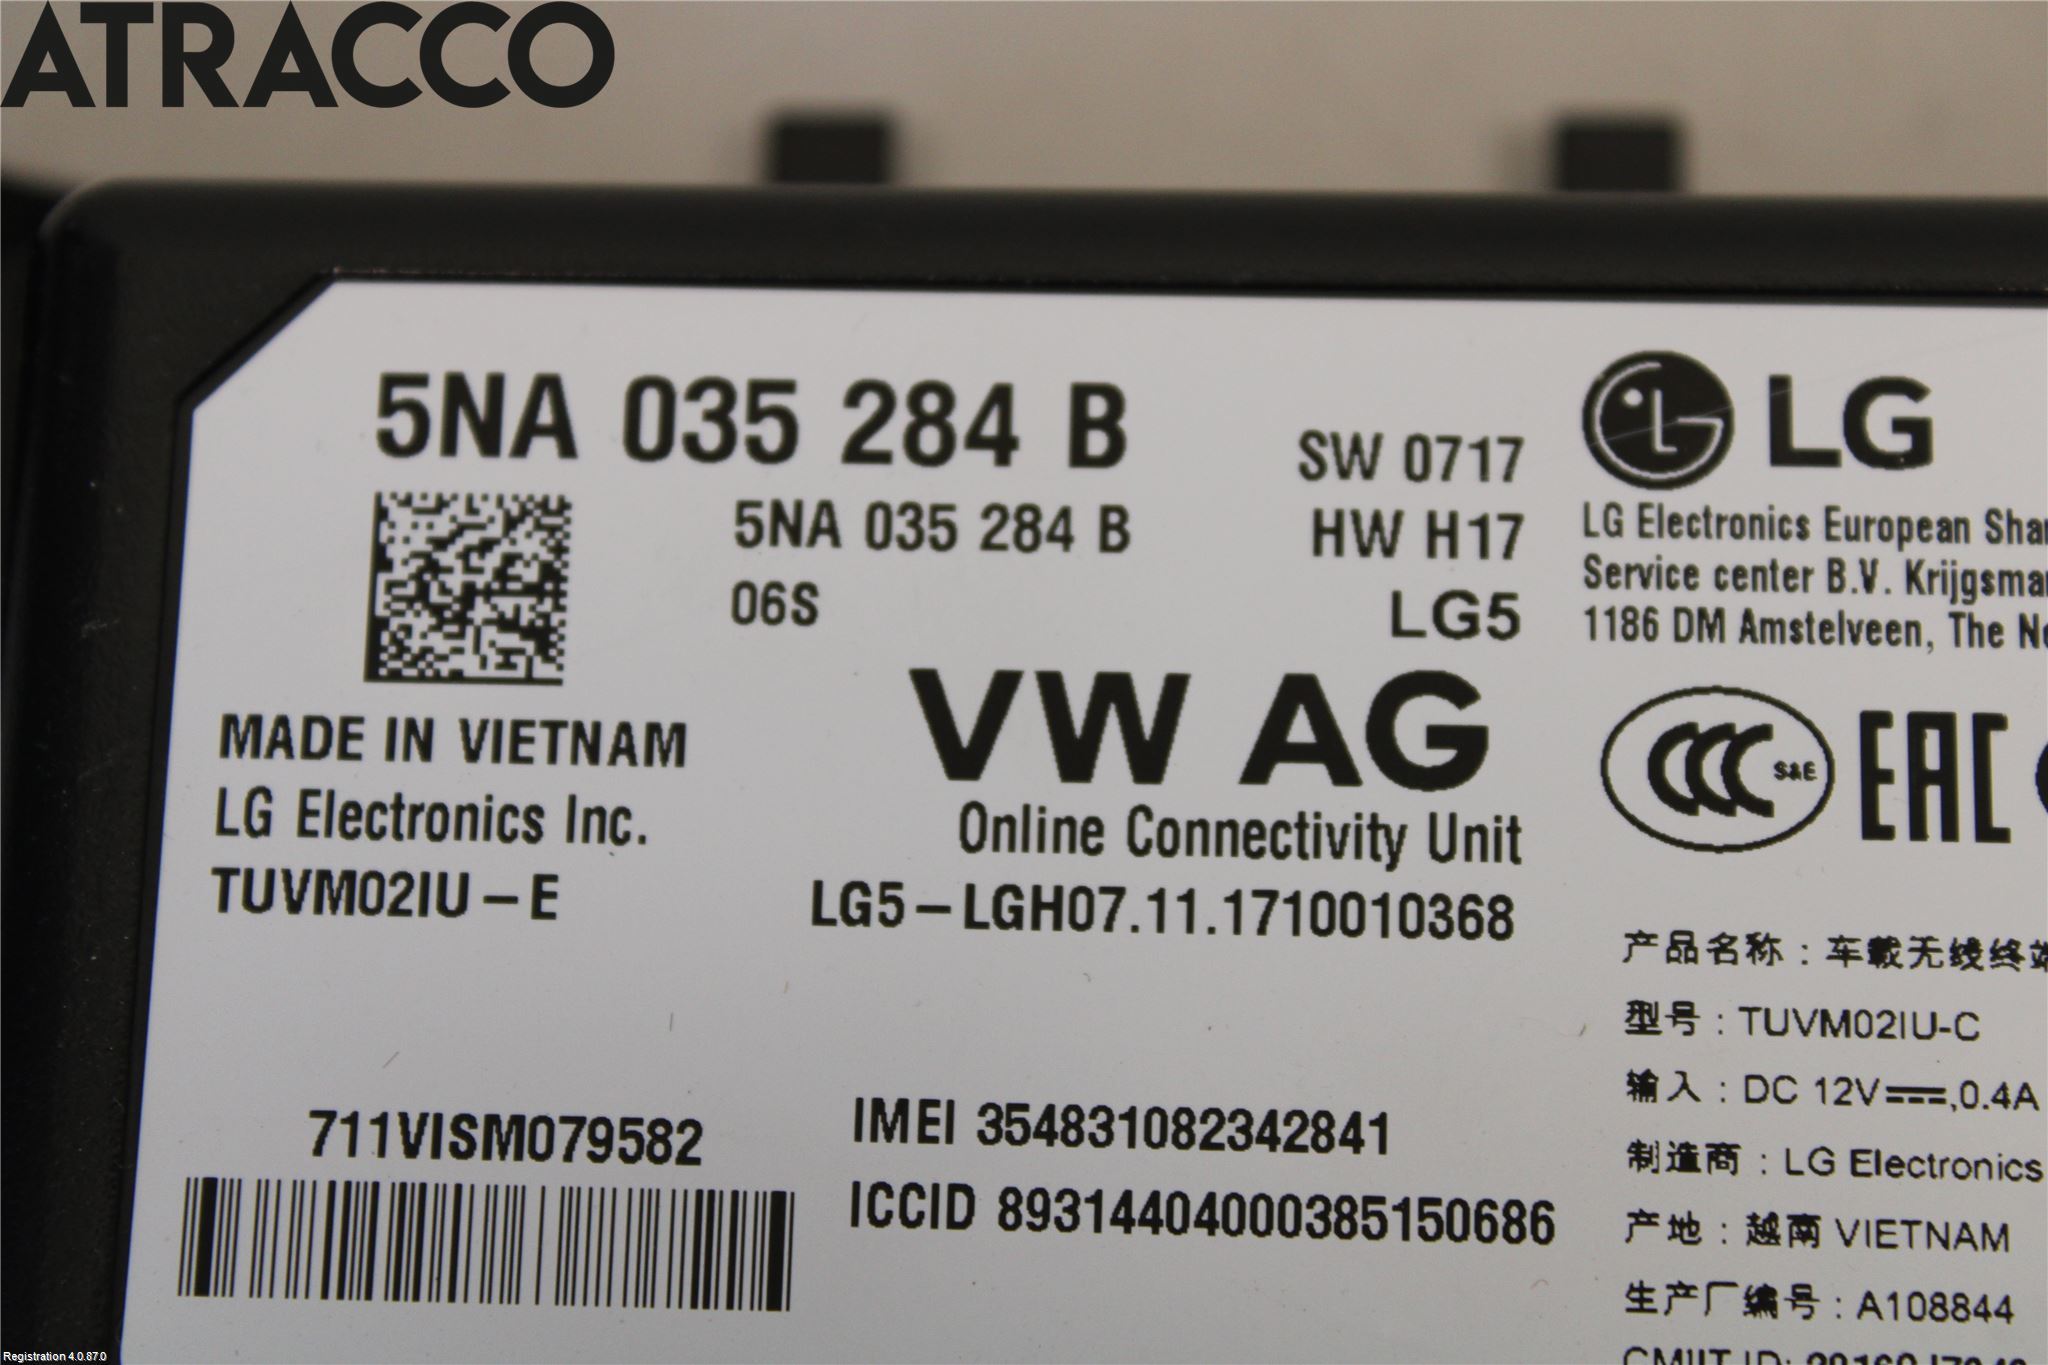 ATRACCO
5NA 035 284 B
5NA 035 284 B
06S
SW 0717
HW H17
LG5
MADE IN VIETNAM
LG Electronics Inc.
TUVM02IU-E
VW AG
Online Connectivity Unit
LG5-LGH07.11.1710010368
711VISM079582
IMEI 354831082342841
ICCID 89314404000385150686
LG
LG Electronics European
Service center B.V.
1186 DM Amstelveen, The
CCC S&E
EAC
产品名称：车载无线终端
型号：TUVM02IU-C
输入：DC 12V⎓,0.4A
制造商：LG Electronics
产地：越南 VIETNAM
生产厂编号：A108844
CMIIT ID:
Registration 4.0.87.0